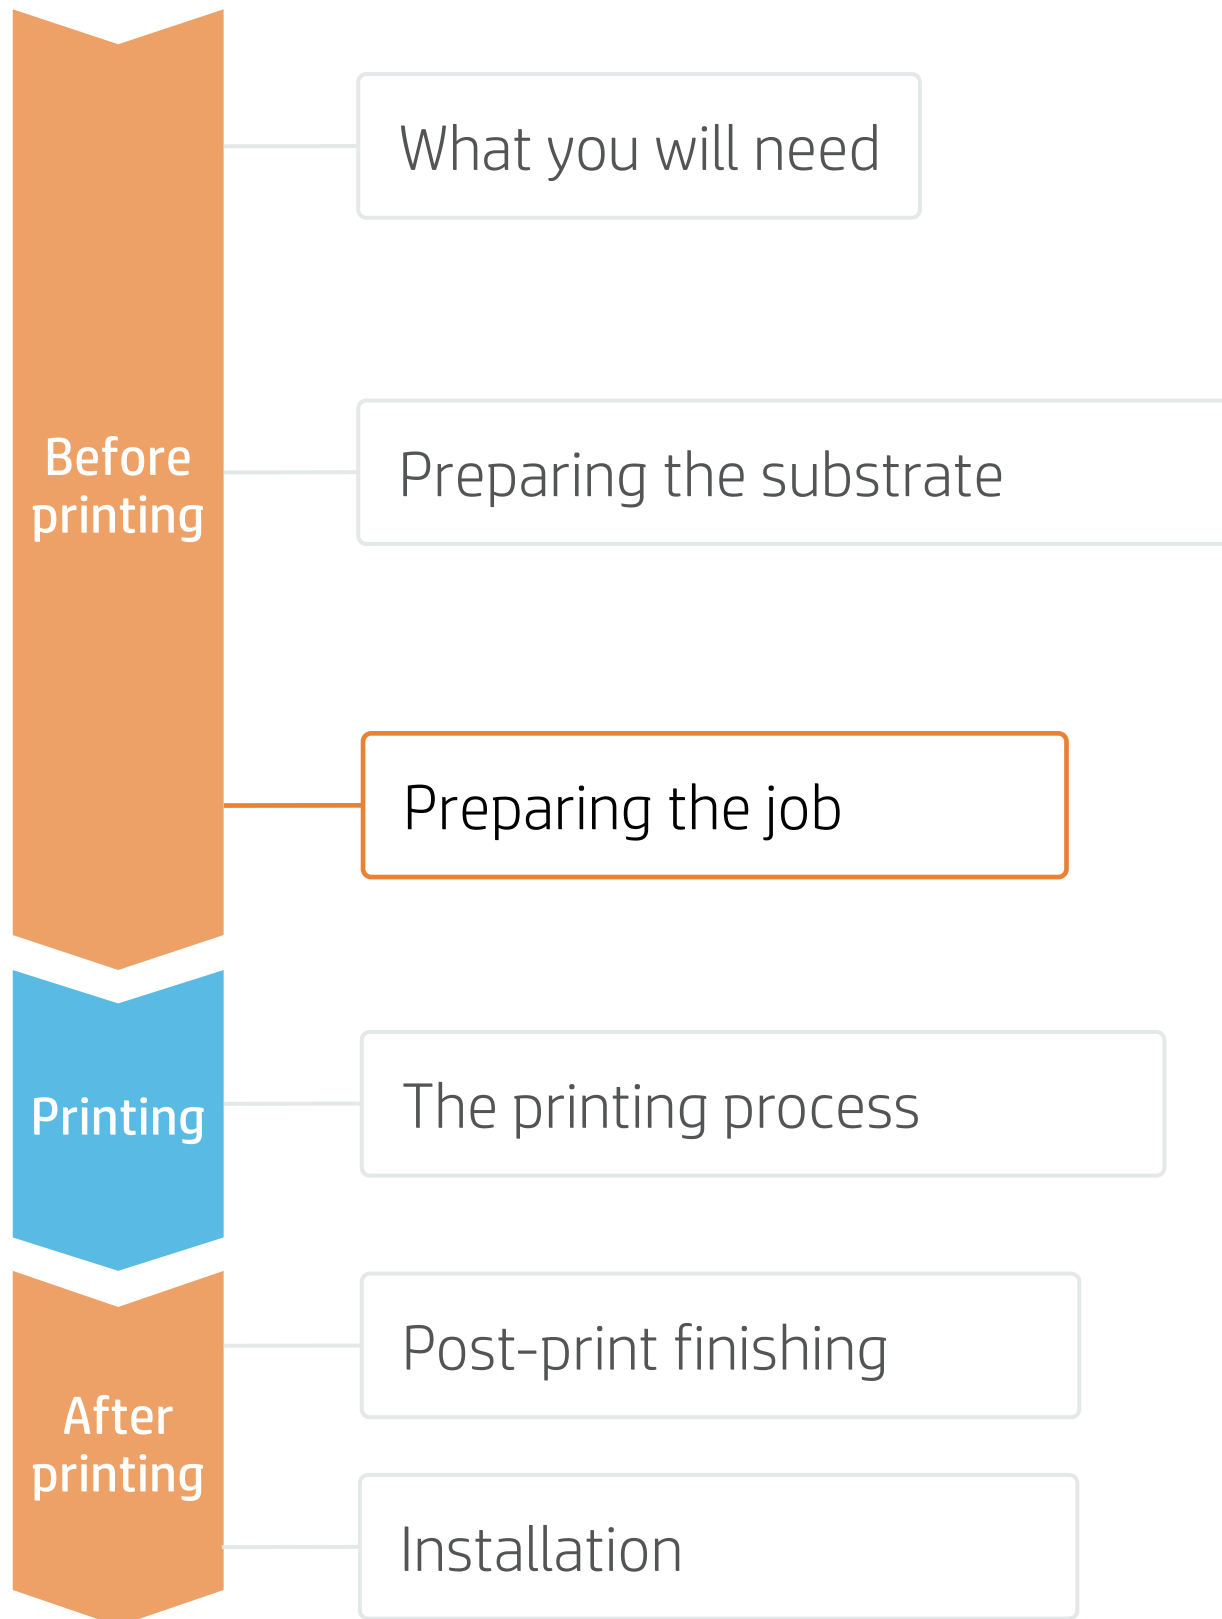 What you will need
Before
printing
Preparing the substrate
Preparing the job
Printing
The printing process
Post-print finishing
After
printing
Installation